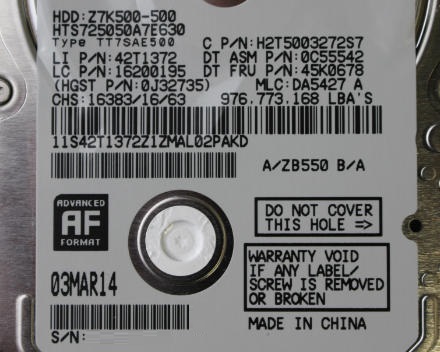 HDD:Z7K500-500
HTS725050A7E630
Type TT7SAE500 C P/N:H2T5003272S7
LI P/N:42T1372 DT ASM P/N:0C55542
LC P/N:16200195 DT FRU P/N:45K0678
(HGST P/N:0J32735) MLC:DA5427 A
CHS:16383/16/63 976.773.168 LBA'S
11S42T1372Z1ZMAL02PAKD
A/ZB550 B/A
ADVANCED
AF
FORMAT
DO NOT COVER
THIS HOLE =>
WARRANTY VOID
IF ANY LABEL/
SCREW IS REMOVED
OR BROKEN
03MAR14
MADE IN CHINA
S/N: